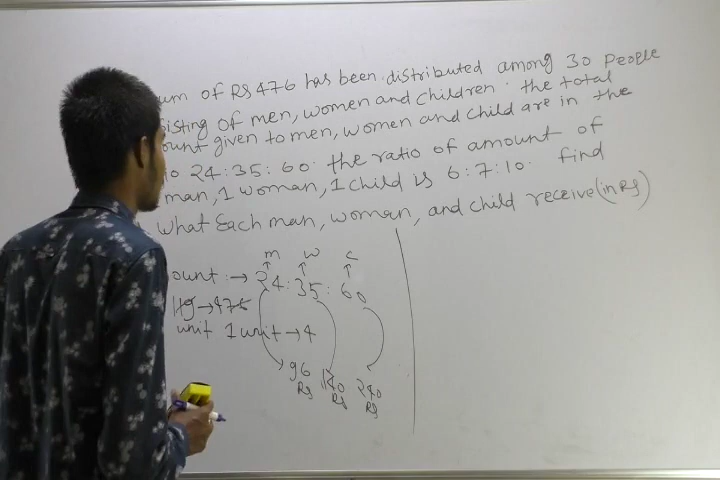 um of RS 476 has been distributed among 30 People
isting of men, women and children. the total
ount given to men, women and child are in the
io 24:35:60. the ratio of amount of
man, 1 woman, 1 child is 6:7:10. find
what Each man, woman, and child receive (in RS)
m w c
ount :→ 24:35:60
119→476
unit 1 unit → 4
96 140 240
RS RS RS